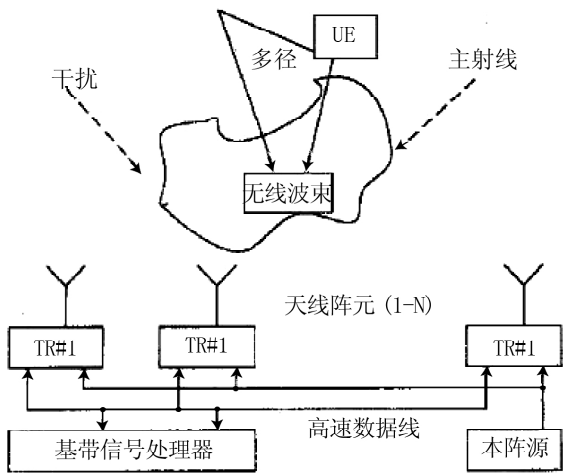 UE
多径
主射线
干扰
无线波束
天线阵元 (1-N)
TR#1
TR#1
TR#1
高速数据线
基带信号处理器
本阵源